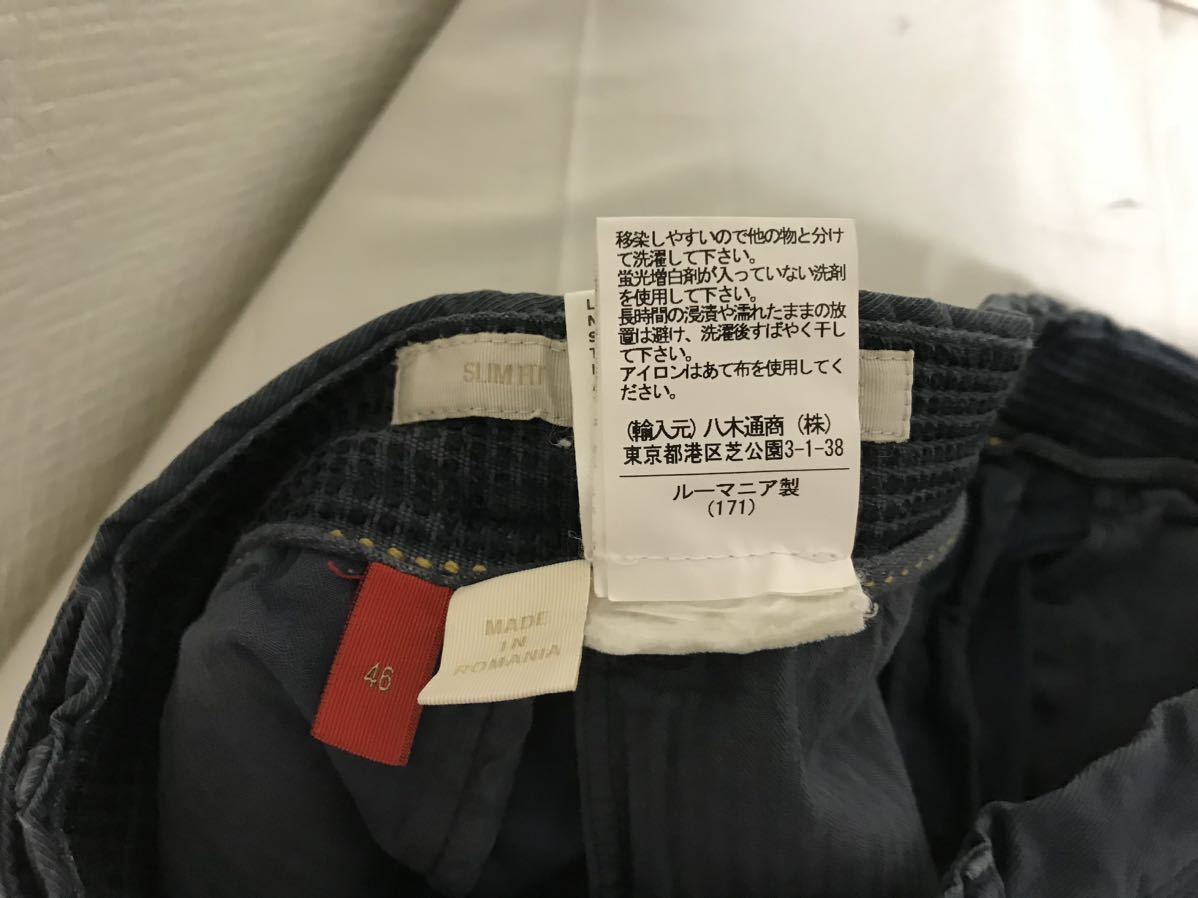 移染しやすいので他の物と分け
て洗濯して下さい。
蛍光増白剤が入っていない洗剤
を使用して下さい。
長時間の浸漬や濡れたままの放
置は避け、洗濯後すばやく干し
て下さい。
アイロンはあて布を使用してく
ださい。
(輸入元) 八木通商 (株)
東京都港区芝公園3-1-38
ルーマニア製
(171)
SLIM FIT
MADE
IN
ROMANIA
46